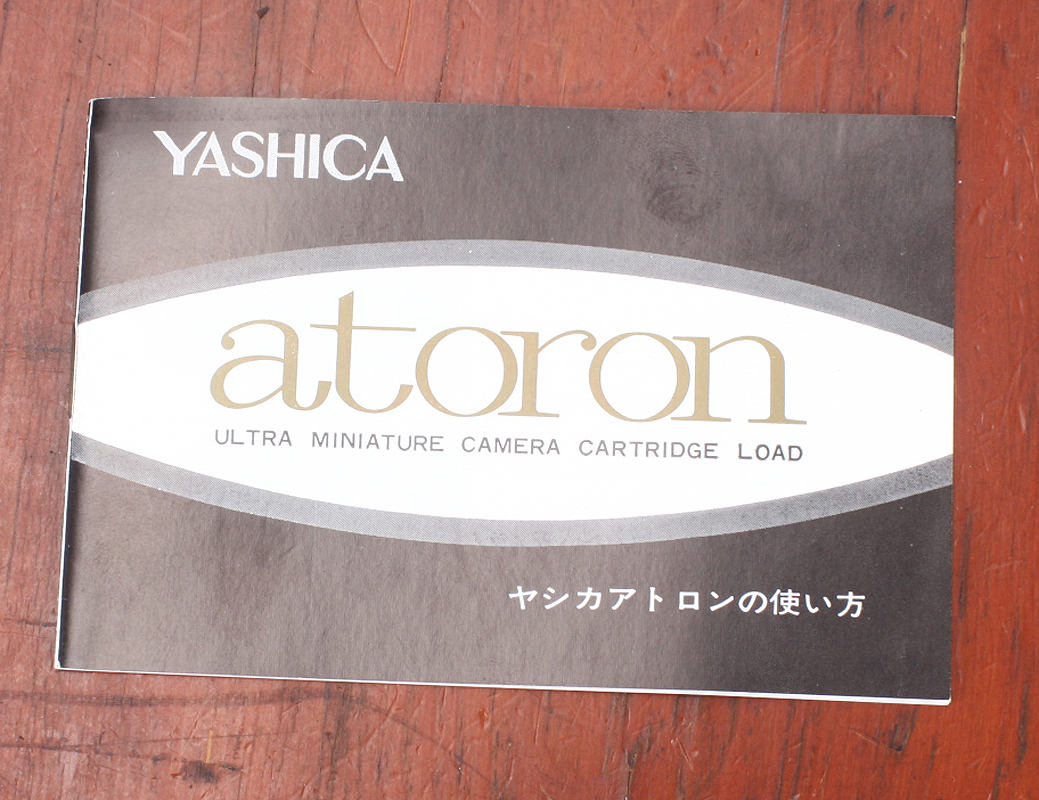 YASHICA
atoron
ULTRA MINIATURE CAMERA CARTRIDGE LOAD
ヤシカアトロンの使い方